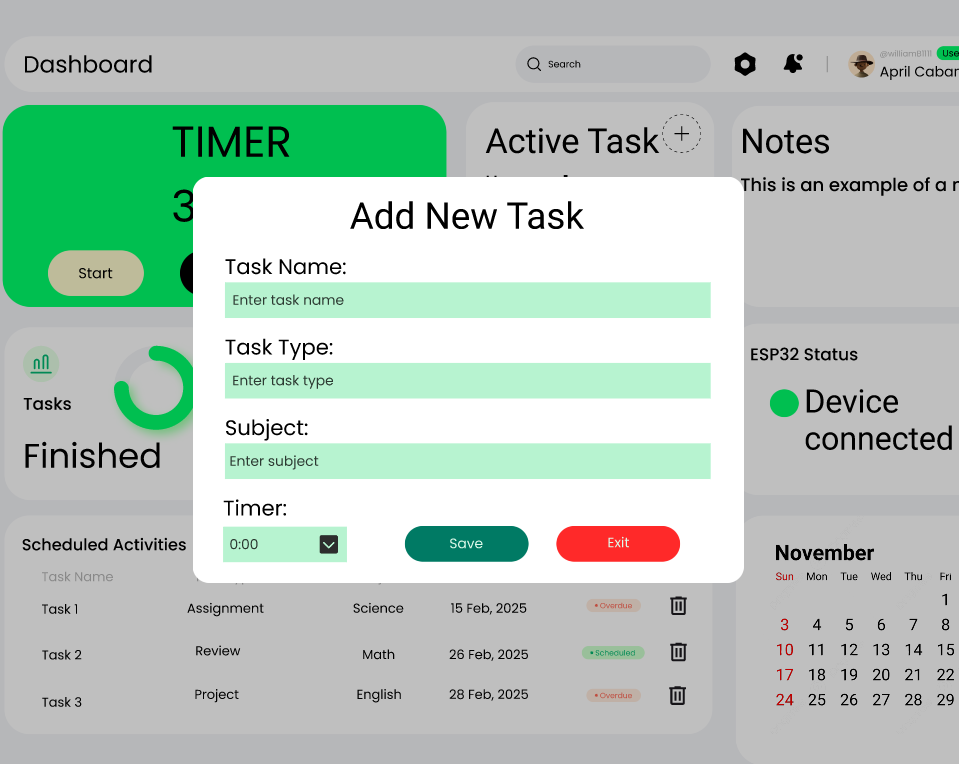 Dashboard
Search
@william81111
Use
April Caba
TIMER
3
Start
Active Task
Notes
This is an example of a
Add New Task
Task Name:
Enter task name
Task Type:
Enter task type
Subject:
Enter subject
Timer:
0:00
Save
Exit
Tasks
Finished
ESP32 Status
Device
connected
Scheduled Activities
Task Name
Task 1 Assignment Science 15 Feb, 2025 Overdue
Task 2 Review Math 26 Feb, 2025 Scheduled
Task 3 Project English 28 Feb, 2025 Overdue
November
Sun Mon Tue Wed Thu Fri
1
3 4 5 6 7 8
10 11 12 13 14 15
17 18 19 20 21 22
24 25 26 27 28 29